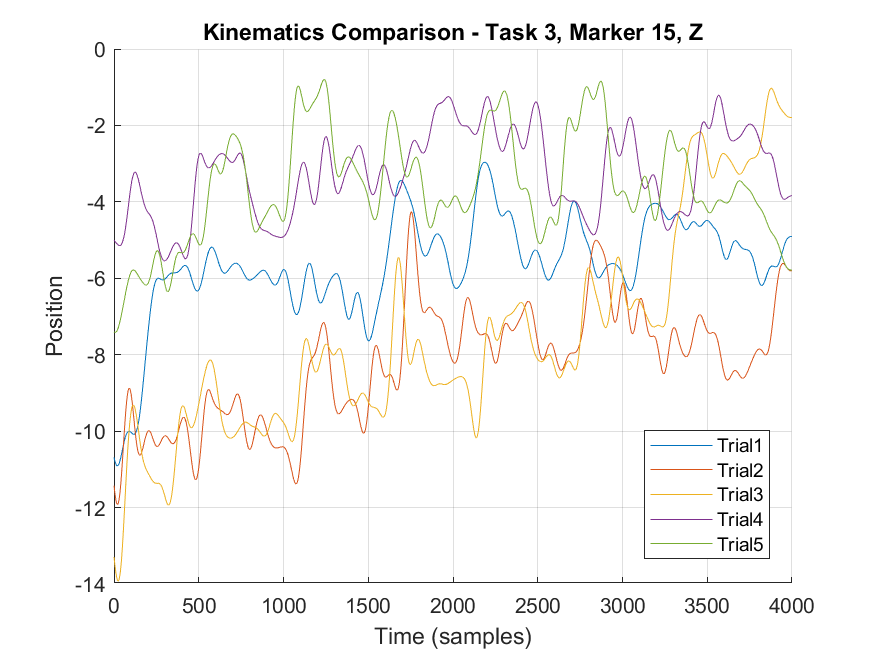 Kinematics Comparison - Task 3, Marker 15, Z
0
-2
-4
-6
-8
-10
-12
-14
Position
Trial1
Trial2
Trial3
Trial4
Trial5
0 500 1000 1500 2000 2500 3000 3500 4000
Time (samples)